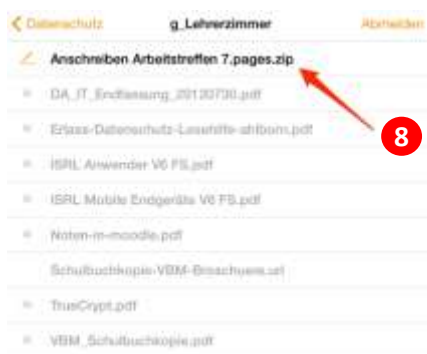 Datenschutz g_Lehrerzimmer Abmelden
Anschreiben Arbeitstreffen 7.pages.zip
DA_IT_Endfassung_20120730.pdf
Erlass-Datenschutz-Lesehilfe-ahlborn.pdf
ISRL Anwender V6 FS.pdf
ISRL Mobile Endgeräte V6 FS.pdf
Noten-in-moodle.pdf
Schulbuchkopie-VBM-Broschuere.url
TrueCrypt.pdf
VBM_Schulbuchkopie.pdf
8